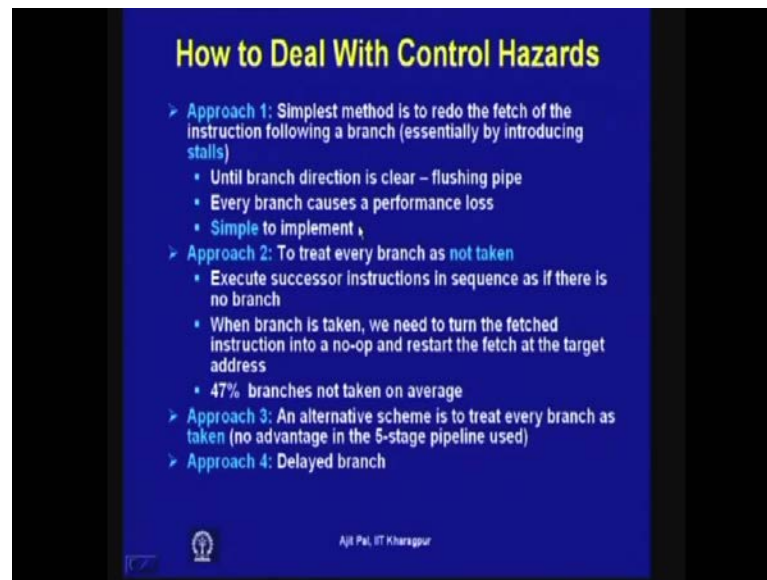 How to Deal With Control Hazards
➢ Approach 1: Simplest method is to redo the fetch of the
instruction following a branch (essentially by introducing
stalls)
▪ Until branch direction is clear – flushing pipe
▪ Every branch causes a performance loss
▪ Simple to implement
➢ Approach 2: To treat every branch as not taken
▪ Execute successor instructions in sequence as if there is
no branch
▪ When branch is taken, we need to turn the fetched
instruction into a no-op and restart the fetch at the target
address
▪ 47% branches not taken on average
➢ Approach 3: An alternative scheme is to treat every branch as
taken (no advantage in the 5-stage pipeline used)
➢ Approach 4: Delayed branch
Ajit Pal, IIT Kharagpur